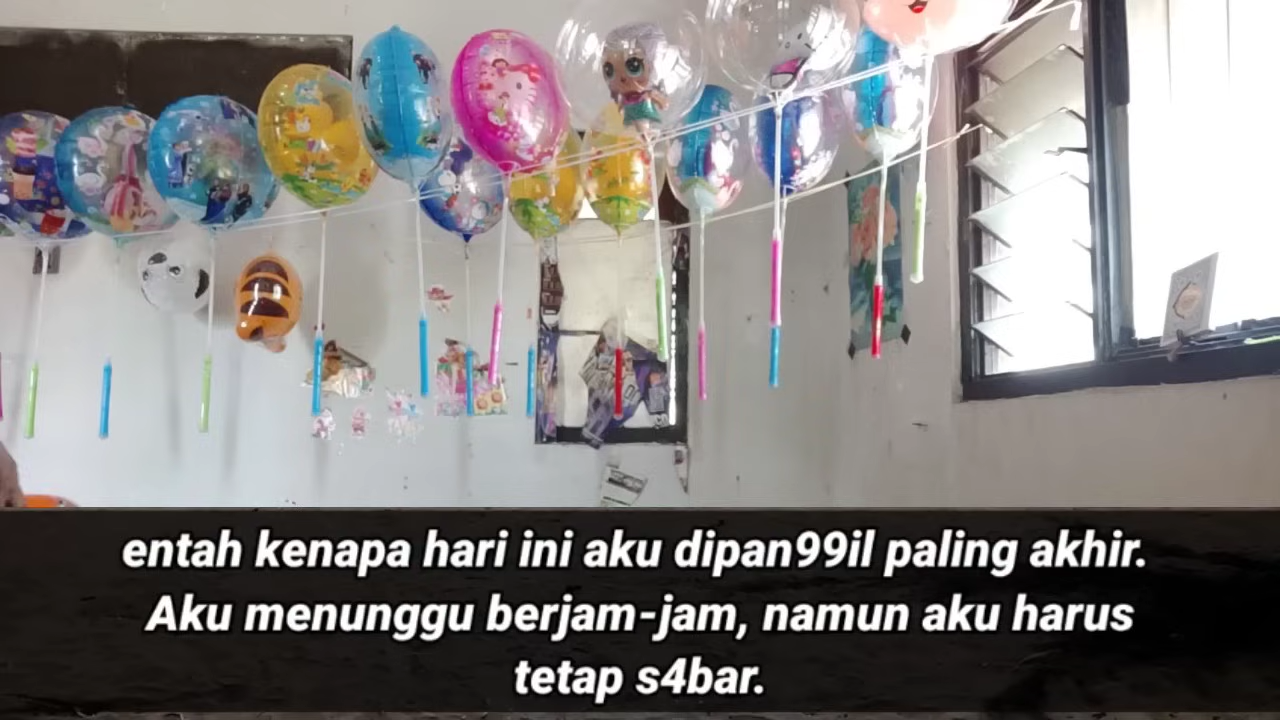 entah kenapa hari ini aku dipan99il paling akhir.
Aku menunggu berjam-jam, namun aku harus
tetap s4bar.